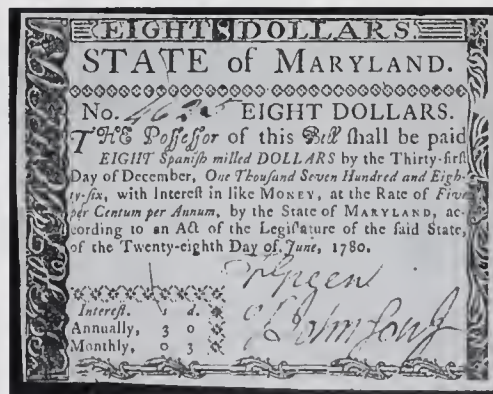 EIGHT DOLLARS
STATE of MARYLAND.
No. 4625 EIGHT DOLLARS.
THE Poſſeſſor of this Bill ſhall be paid
EIGHT Spaniſh milled DOLLARS by the Thirty-firſt
Day of December, One Thouſand Seven Hundred and Eigh-
ty-ſix, with Intereſt in like MONEY, at the Rate of Five
per Centum per Annum, by the State of MARYLAND, ac-
cording to an Act of the Legiſlature of the ſaid State,
of the Twenty-eighth Day of June, 1780.
Green
Intereſt. ſ. d.
Annually, 3 0
Monthly, 0 3